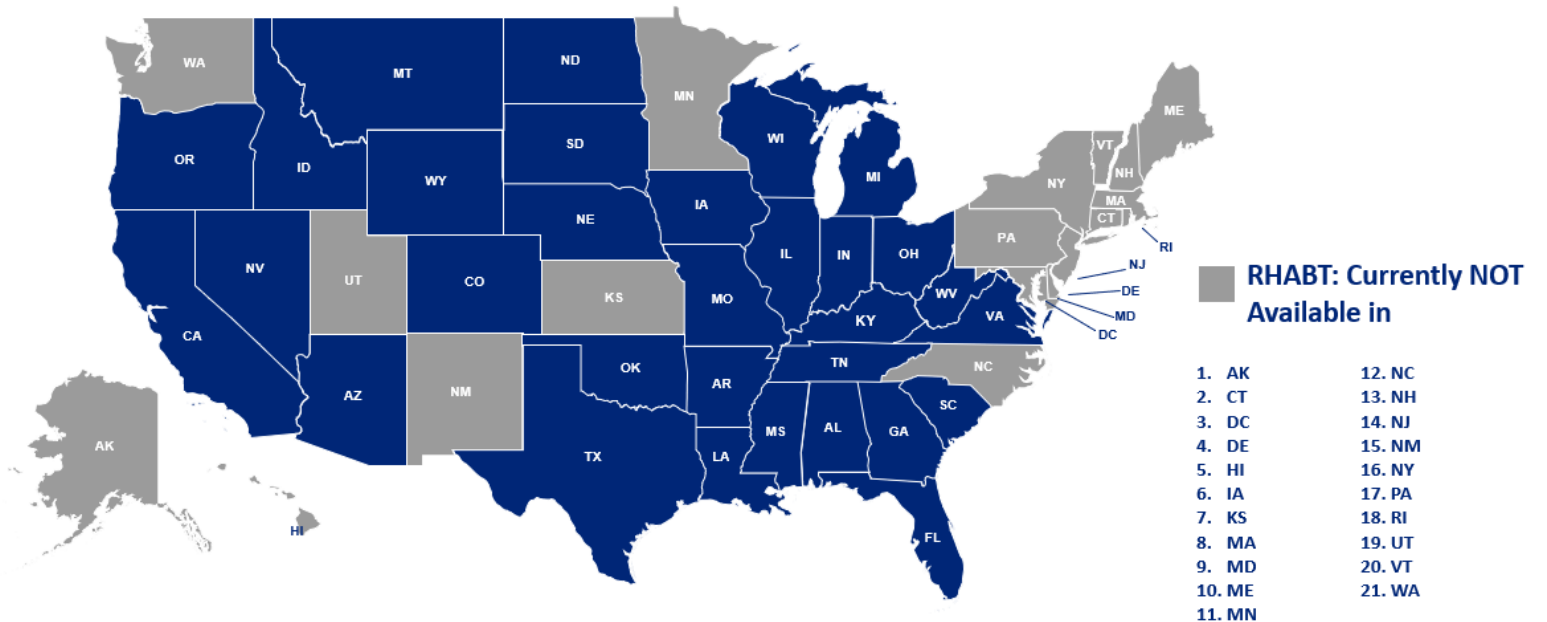 WA
MT
ND
MN
ME
OR
ID
SD
WI
VT
NH
WY
MI
NY
MA
IA
CT
NE
PA
RI
NV
UT
CO
IL
IN
OH
NJ
KS
MO
WV
DE
KY
VA
MD
CA
DC
TN
NC
AZ
NM
OK
AR
SC
MS
AL
GA
AK
TX
LA
HI
FL
RHABT: Currently NOT
Available in
1. AK
2. CT
3. DC
4. DE
5. HI
6. IA
7. KS
8. MA
9. MD
10. ME
11. MN
12. NC
13. NH
14. NJ
15. NM
16. NY
17. PA
18. RI
19. UT
20. VT
21. WA